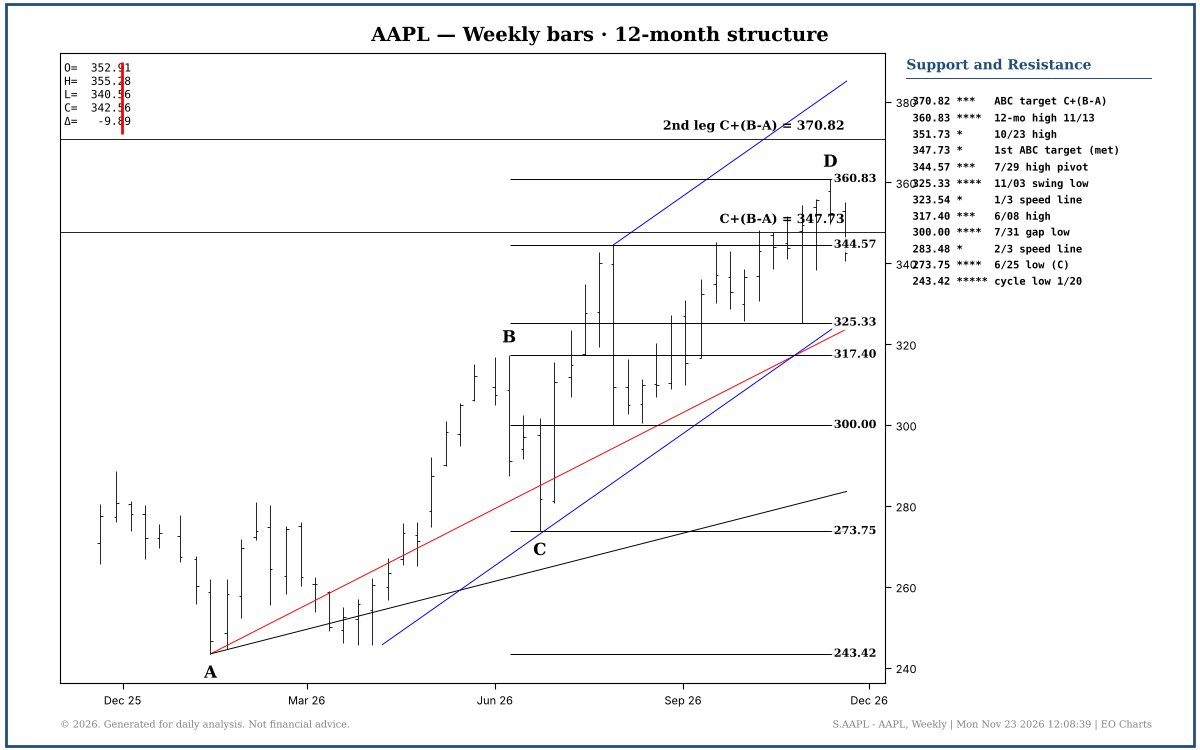 AAPL — Weekly bars · 12-month structure
O= 352.91
H= 355.28
L= 340.56
C= 342.56
Δ= -9.89
2nd leg C+(B-A) = 370.82
D
360.83
C+(B-A) = 347.73
344.57
325.33
B
317.40
300.00
273.75
C
243.42
A
380
360
340
320
300
280
260
240
Dec 25
Mar 26
Jun 26
Sep 26
Dec 26
Support and Resistance
370.82 *** ABC target C+(B-A)
360.83 **** 12-mo high 11/13
351.73 * 10/23 high
347.73 * 1st ABC target (met)
344.57 *** 7/29 high pivot
325.33 **** 11/03 swing low
323.54 * 1/3 speed line
317.40 *** 6/08 high
300.00 **** 7/31 gap low
283.48 * 2/3 speed line
273.75 **** 6/25 low (C)
243.42 ***** cycle low 1/20
© 2026. Generated for daily analysis. Not financial advice.
S.AAPL - AAPL, Weekly | Mon Nov 23 2026 12:08:39 | EO Charts